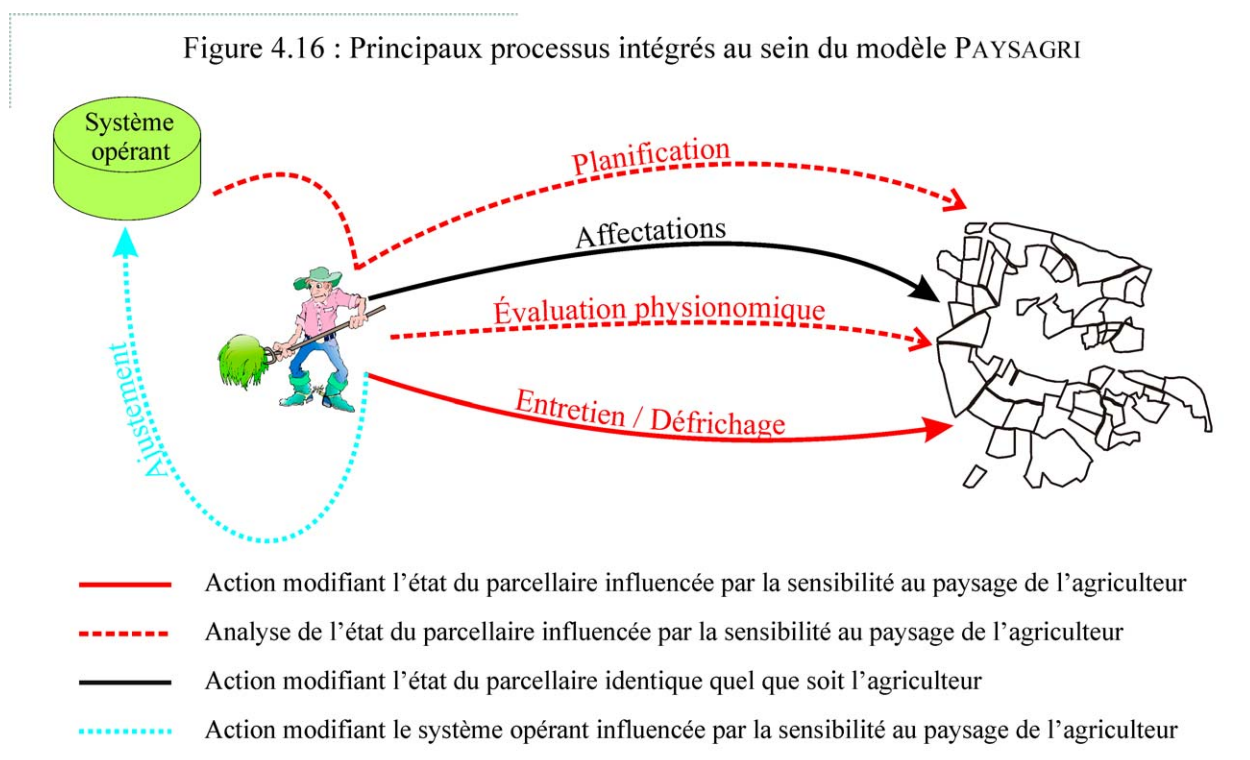 Figure 4.16 : Principaux processus intégrés au sein du modèle PAYSAGRI
Système
opérant
Planification
Affectations
Évaluation physionomique
Entretien / Défrichage
Ajustement
Action modifiant l’état du parcellaire influencée par la sensibilité au paysage de l’agriculteur
Analyse de l’état du parcellaire influencée par la sensibilité au paysage de l’agriculteur
Action modifiant l’état du parcellaire identique quel que soit l’agriculteur
Action modifiant le système opérant influencée par la sensibilité au paysage de l’agriculteur